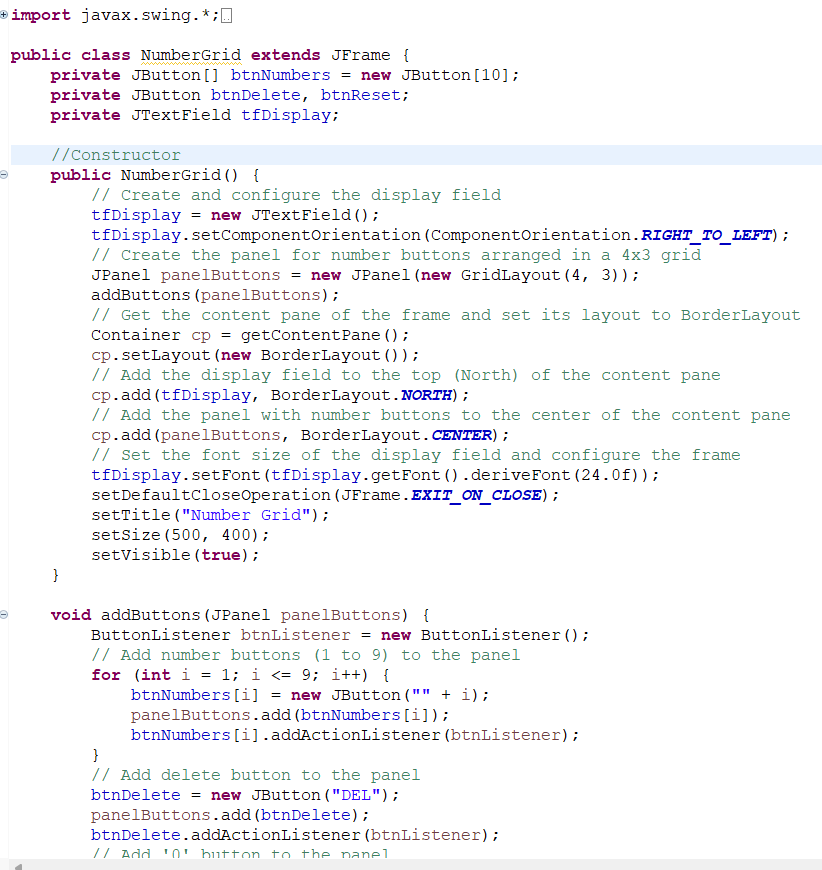 import javax.swing.*;

public class NumberGrid extends JFrame {
    private JButton[] btnNumbers = new JButton[10];
    private JButton btnDelete, btnReset;
    private JTextField tfDisplay;

    //Constructor
    public NumberGrid() {
        // Create and configure the display field
        tfDisplay = new JTextField();
        tfDisplay.setComponentOrientation(ComponentOrientation.RIGHT_TO_LEFT);
        // Create the panel for number buttons arranged in a 4x3 grid
        JPanel panelButtons = new JPanel(new GridLayout(4, 3));
        addButtons(panelButtons);
        // Get the content pane of the frame and set its layout to BorderLayout
        Container cp = getContentPane();
        cp.setLayout(new BorderLayout());
        // Add the display field to the top (North) of the content pane
        cp.add(tfDisplay, BorderLayout.NORTH);
        // Add the panel with number buttons to the center of the content pane
        cp.add(panelButtons, BorderLayout.CENTER);
        // Set the font size of the display field and configure the frame
        tfDisplay.setFont(tfDisplay.getFont().deriveFont(24.0f));
        setDefaultCloseOperation(JFrame.EXIT_ON_CLOSE);
        setTitle("Number Grid");
        setSize(500, 400);
        setVisible(true);
    }

    void addButtons(JPanel panelButtons) {
        ButtonListener btnListener = new ButtonListener();
        // Add number buttons (1 to 9) to the panel
        for (int i = 1; i <= 9; i++) {
            btnNumbers[i] = new JButton("" + i);
            panelButtons.add(btnNumbers[i]);
            btnNumbers[i].addActionListener(btnListener);
        }
        // Add delete button to the panel
        btnDelete = new JButton("DEL");
        panelButtons.add(btnDelete);
        btnDelete.addActionListener(btnListener);
        // Add '0' button to the panel